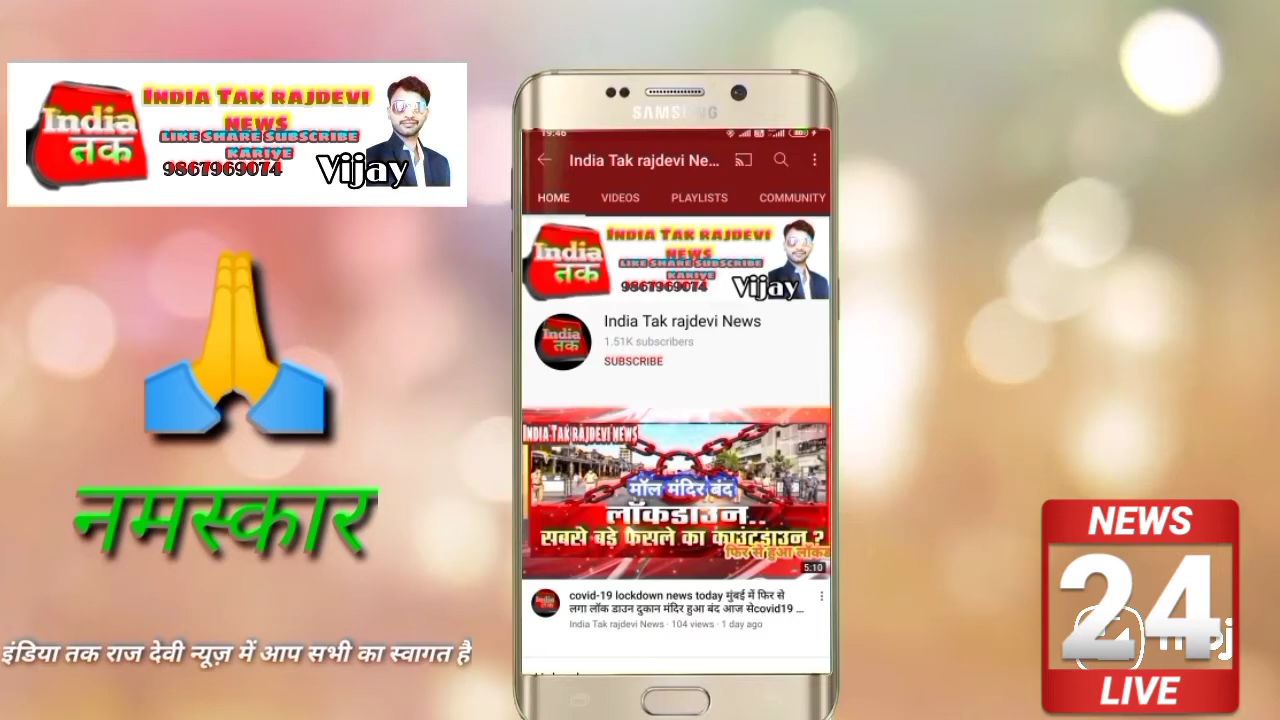 India
तक
INDIA TAK RAJDEVI
NEWS
LIKE SHARE SUBSCRIBE
KARIYE
9867969074
Vijay
नमस्कार
इंडिया तक राज देवी न्यूज़ में आप सभी का स्वागत है
SAMSUNG
19:46
India Tak rajdevi Ne...
HOME VIDEOS PLAYLISTS COMMUNITY
India
तक
INDIA TAK RAJDEVI
NEWS
LIKE SHARE SUBSCRIBE
KARIYE
9867969074
Vijay
India
तक
India Tak rajdevi News
1.51K subscribers
SUBSCRIBE
INDIA TAK RAJDEVI NEWS
मॉल मंदिर बंद
लॉकडाउन..
सबसे बड़े फैसले का काउंटडाउन ?
फिर से हुआ
5:10
covid-19 lockdown news today मुंबई में फिर से
लगा लॉक डाउन दुकान मंदिर हुआ बंद आज सेcovid19 ...
India Tak rajdevi News · 104 views · 1 day ago
NEWS
24
LIVE